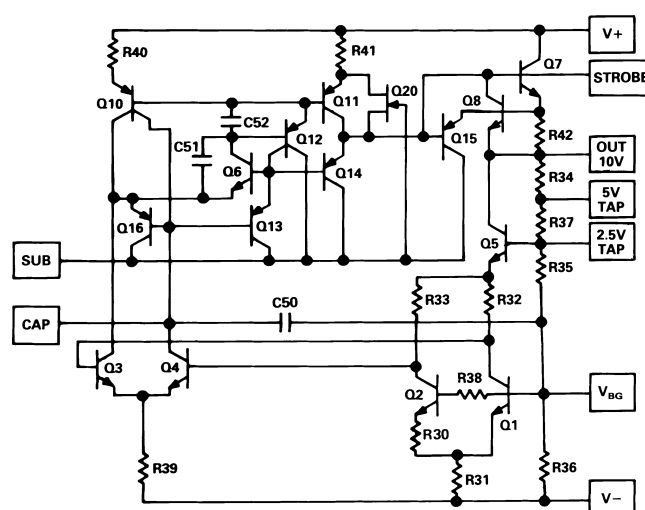 V+
R40
R41
Q7
Q20
STROBE
Q10
Q11
Q8
C52
Q12
R42
C51
Q15
OUT
10V
Q6
Q14
R34
5V
TAP
R37
Q16
Q13
Q5
2.5V
TAP
SUB
R35
R33
R32
C50
CAP
Q3
Q4
R38
Q2
Q1
VBG
R30
R39
R31
R36
V−